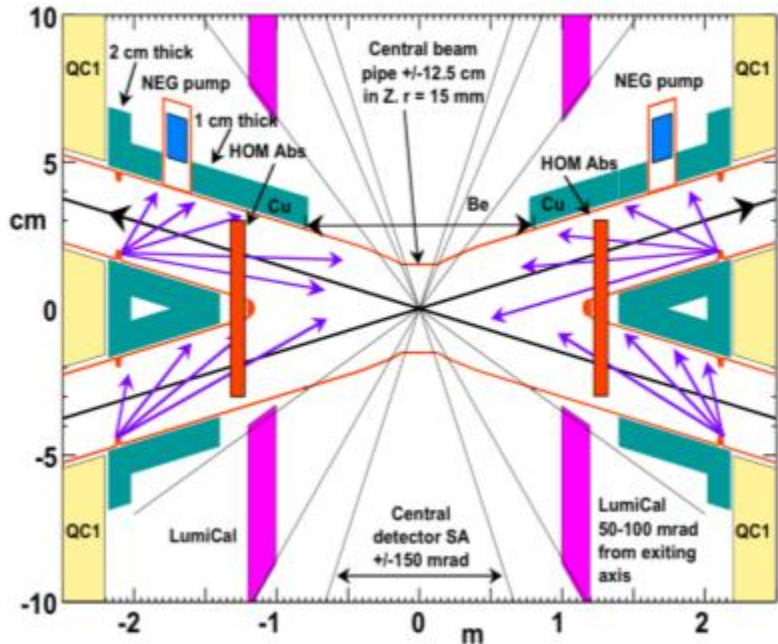 10
5
0
-5
-10
cm
-2
-1
0
1
2
m
QC1
2 cm thick
NEG pump
1 cm thick
HOM Abs
Cu
Central beam
pipe +/-12.5 cm
in Z. r = 15 mm
Be
NEG pump
HOM Abs
Cu
QC1
QC1
LumiCal
Central
detector SA
+/-150 mrad
LumiCal
50-100 mrad
from exiting
axis
QC1